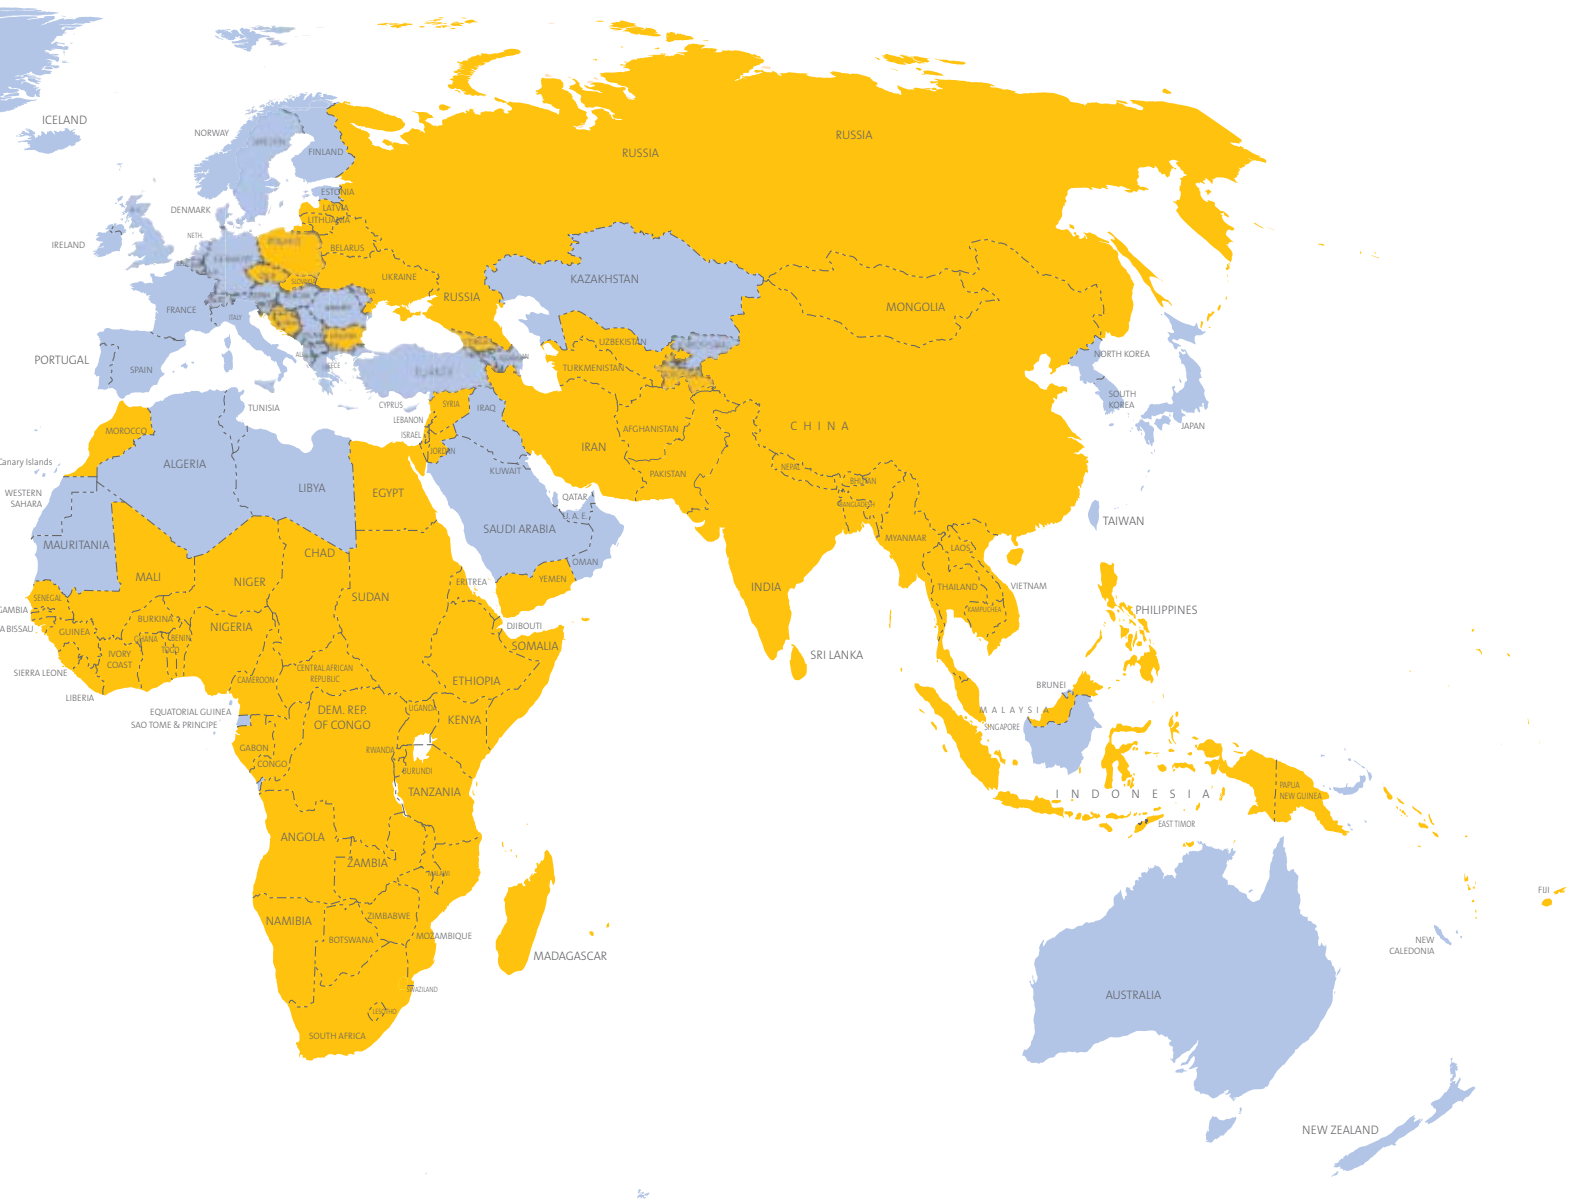 ICELAND
NORWAY
FINLAND
RUSSIA
RUSSIA
ESTONIA
LATVIA
LITHUANIA
DENMARK
NETH.
IRELAND
BELARUS
UKRAINE
RUSSIA
KAZAKHSTAN
MONGOLIA
FRANCE
ITALY
PORTUGAL
SPAIN
UZBEKISTAN
TURKMENISTAN
NORTH KOREA
SOUTH
KOREA
JAPAN
TUNISIA
CYPRUS
LEBANON
ISRAEL
SYRIA
IRAQ
JORDAN
MOROCCO
ALGERIA
LIBYA
EGYPT
KUWAIT
IRAN
AFGHANISTAN
PAKISTAN
CHINA
NEPAL
BHUTAN
BANGLADESH
Canary Islands
WESTERN
SAHARA
MAURITANIA
QATAR
U. A. E.
SAUDI ARABIA
OMAN
YEMEN
TAIWAN
MYANMAR
LAOS
THAILAND
VIETNAM
KAMPUCHEA
INDIA
SRI LANKA
PHILIPPINES
MALI
NIGER
CHAD
SUDAN
ERITREA
DJIBOUTI
SOMALIA
ETHIOPIA
SENEGAL
GAMBIA
A BISSAU
GUINEA
SIERRA LEONE
LIBERIA
IVORY
COAST
BURKINA
GHANA
TOGO
BENIN
NIGERIA
CAMEROON
CENTRAL AFRICAN
REPUBLIC
EQUATORIAL GUINEA
SAO TOME & PRINCIPE
GABON
CONGO
DEM. REP.
OF CONGO
UGANDA
KENYA
RWANDA
BURUNDI
TANZANIA
BRUNEI
MALAYSIA
SINGAPORE
INDONESIA
EAST TIMOR
PAPUA
NEW GUINEA
ANGOLA
ZAMBIA
MALAWI
NAMIBIA
BOTSWANA
ZIMBABWE
MOZAMBIQUE
MADAGASCAR
SWAZILAND
LESOTHO
SOUTH AFRICA
FIJI
NEW
CALEDONIA
AUSTRALIA
NEW ZEALAND